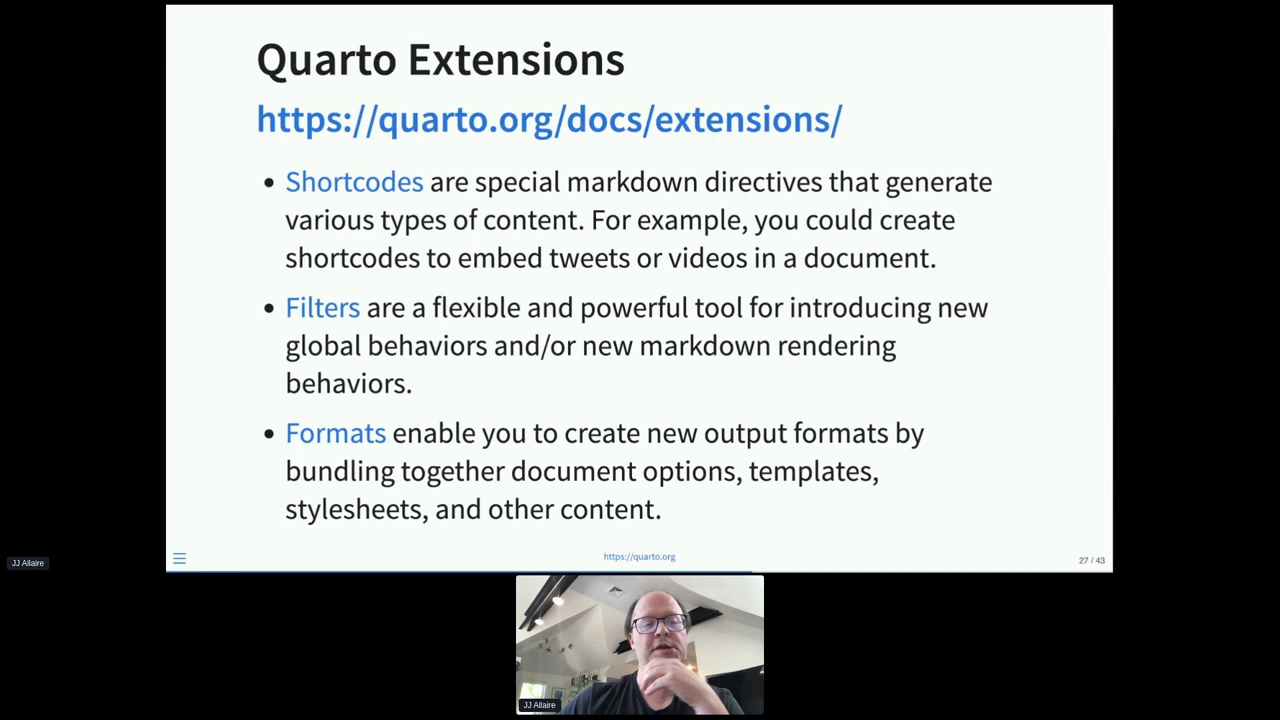 Quarto Extensions
https://quarto.org/docs/extensions/
• Shortcodes are special markdown directives that generate
various types of content. For example, you could create
shortcodes to embed tweets or videos in a document.
• Filters are a flexible and powerful tool for introducing new
global behaviors and/or new markdown rendering
behaviors.
• Formats enable you to create new output formats by
bundling together document options, templates,
stylesheets, and other content.
https://quarto.org
27 / 43
JJ Allaire
JJ Allaire